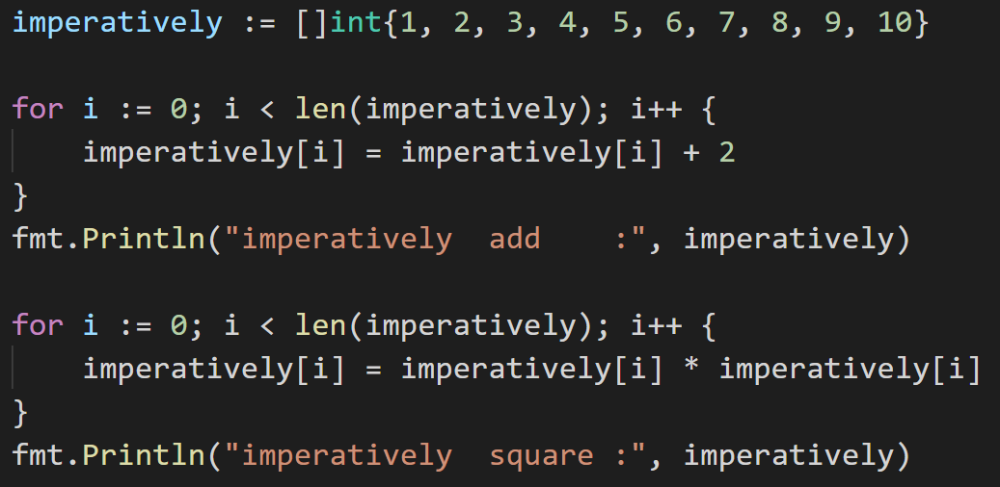 imperatively := []int{1, 2, 3, 4, 5, 6, 7, 8, 9, 10}
for i := 0; i < len(imperatively); i++ {
    imperatively[i] = imperatively[i] + 2
}
fmt.Println("imperatively  add    :", imperatively)
for i := 0; i < len(imperatively); i++ {
    imperatively[i] = imperatively[i] * imperatively[i]
}
fmt.Println("imperatively  square :", imperatively)